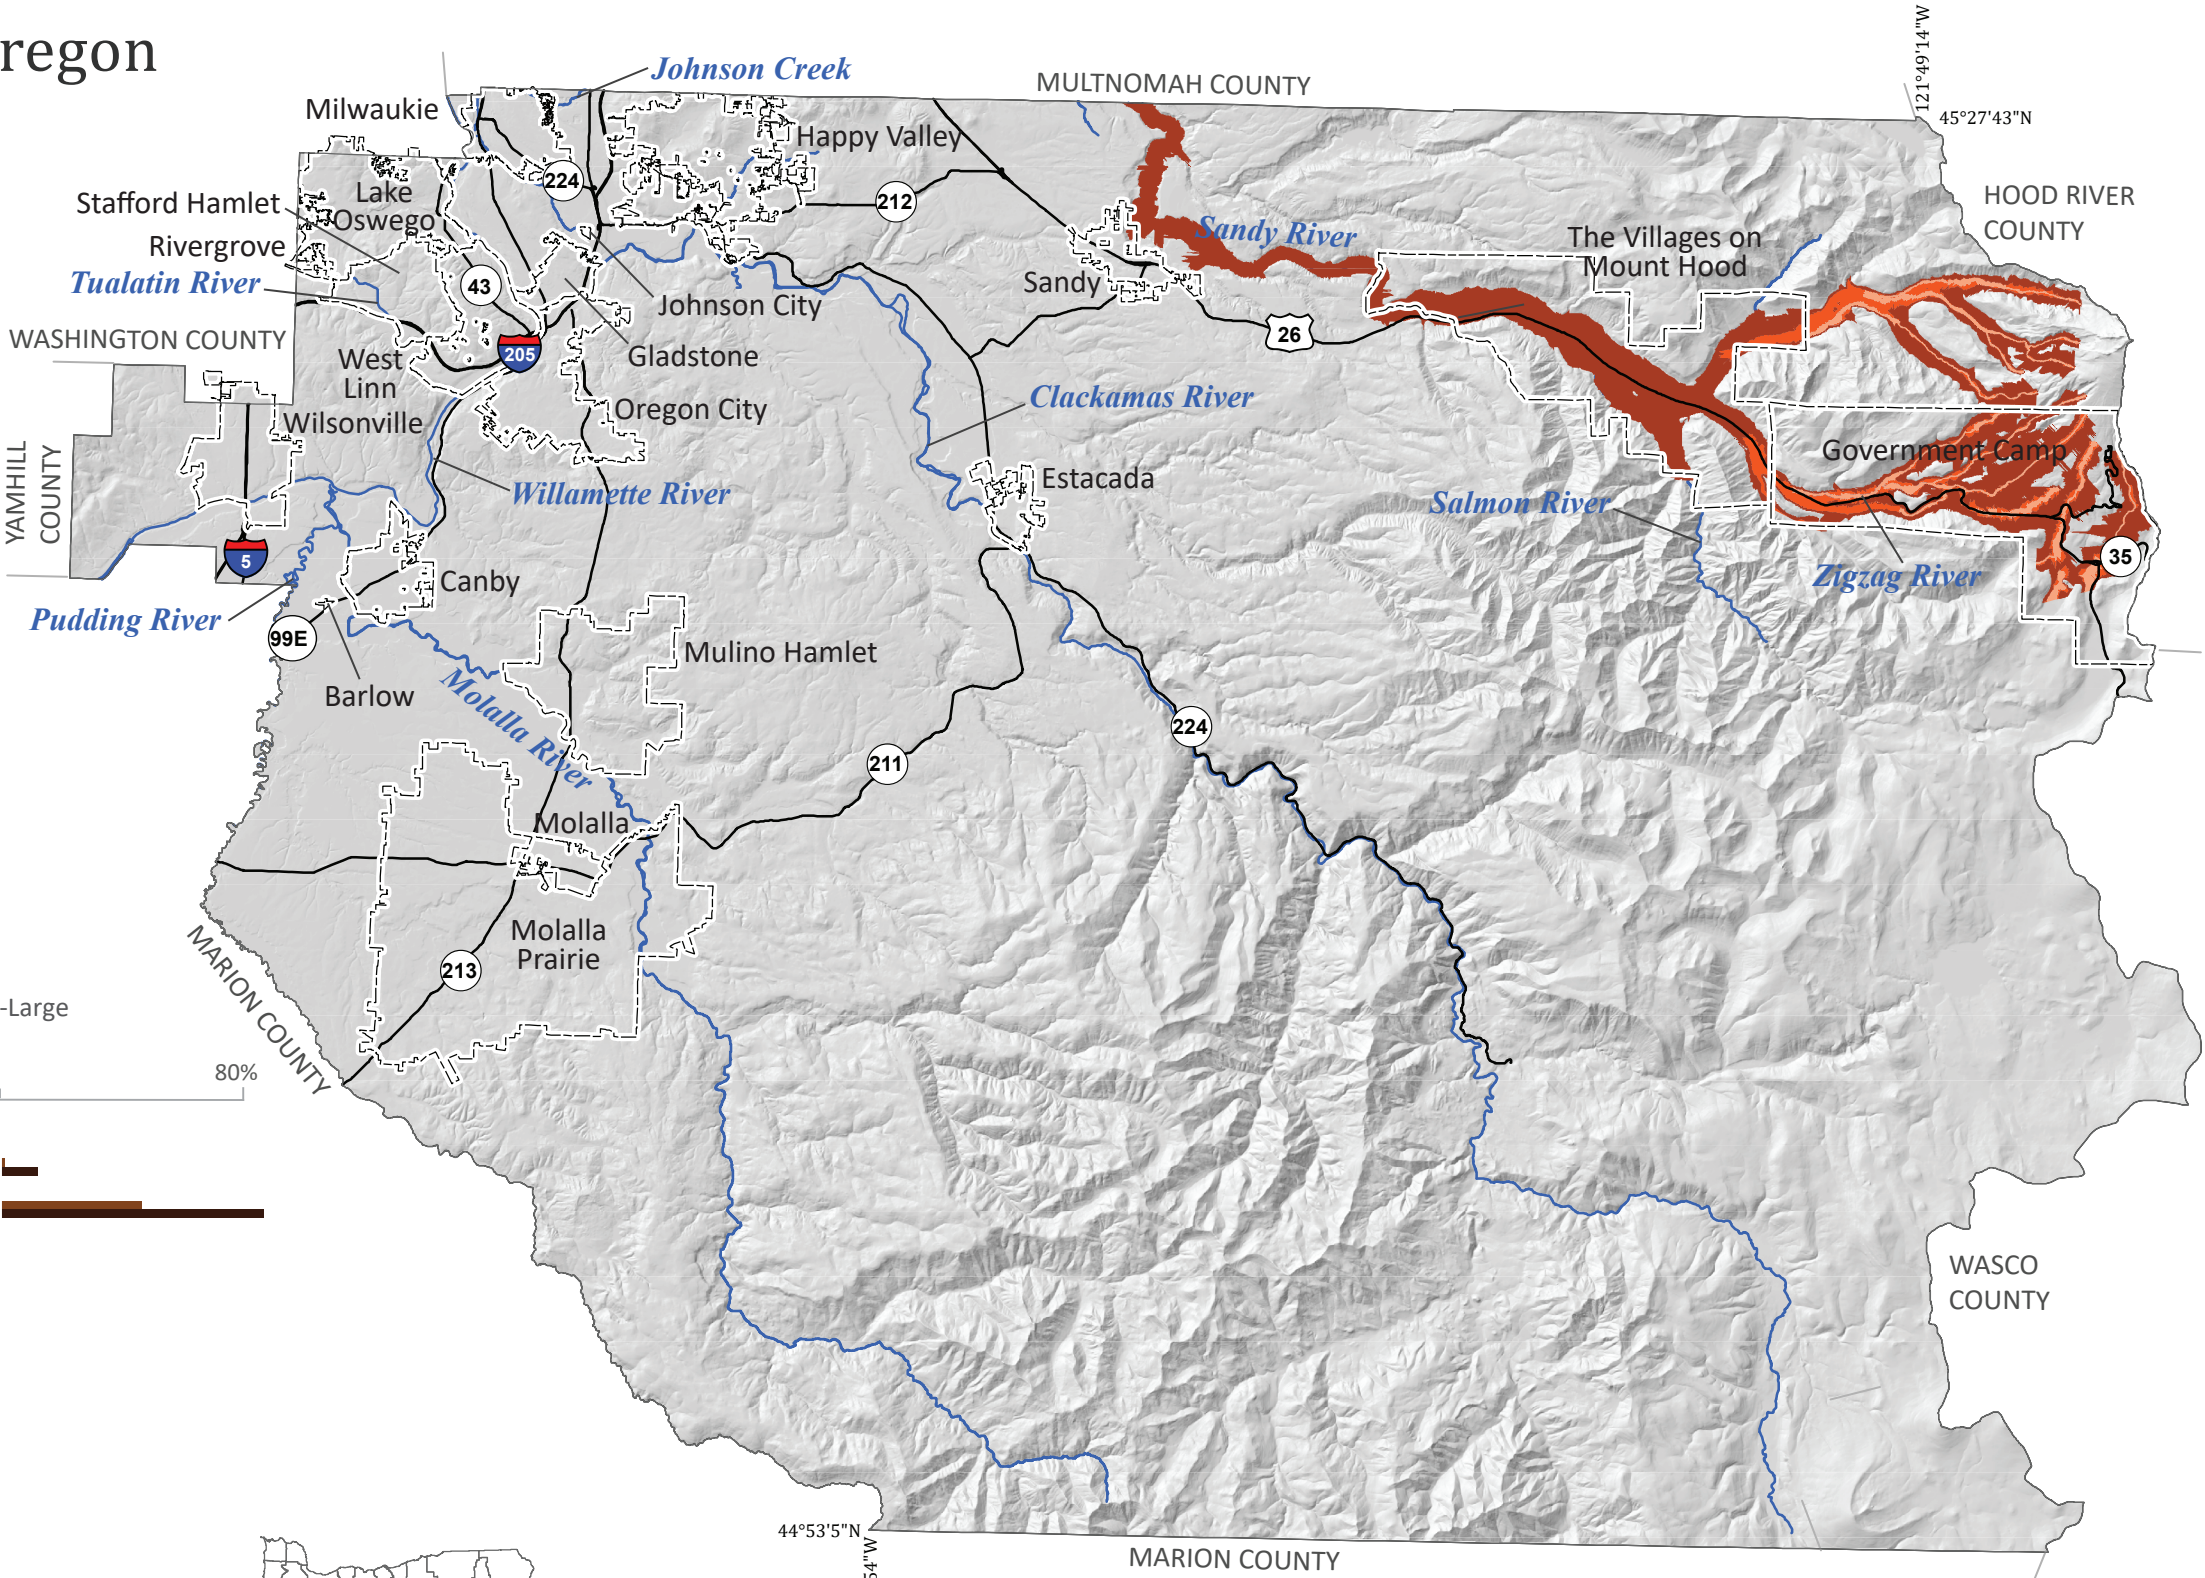 regon
Johnson Creek
MULTNOMAH COUNTY
121°49'14"W
45°27'43"N
Milwaukie
Happy Valley
224
212
HOOD RIVER
COUNTY
Stafford Hamlet
Lake
Oswego
Rivergrove
Tualatin River
43
Sandy River
The Villages on
Mount Hood
Sandy
Johnson City
26
WASHINGTON COUNTY
205
West
Linn
Gladstone
Wilsonville
Oregon City
Clackamas River
Government Camp
YAMHILL
COUNTY
Willamette River
Estacada
Salmon River
5
Canby
Zigzag River
35
Pudding River
99E
Barlow
Mulino Hamlet
Molalla River
224
211
Molalla
Molalla
Prairie
213
MARION COUNTY
-Large
80%
WASCO
COUNTY
44°53'5"N
54"W
MARION COUNTY